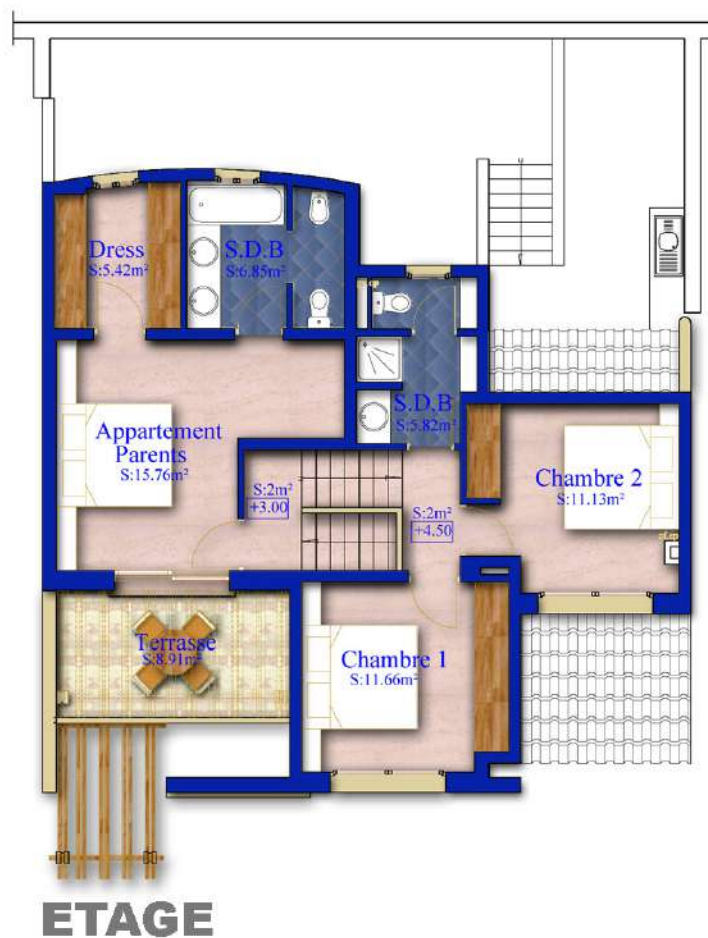 Dress
S:5.42m²
S.D.B
S:6.85m²
S.D.B
S:5.82m²
Appartement
Parents
S:15.76m²
S:2m²
+3.00
S:2m²
+4.50
Chambre 2
S:11.13m²
Terrasse
S:8.91m²
Chambre 1
S:11.66m²
ETAGE